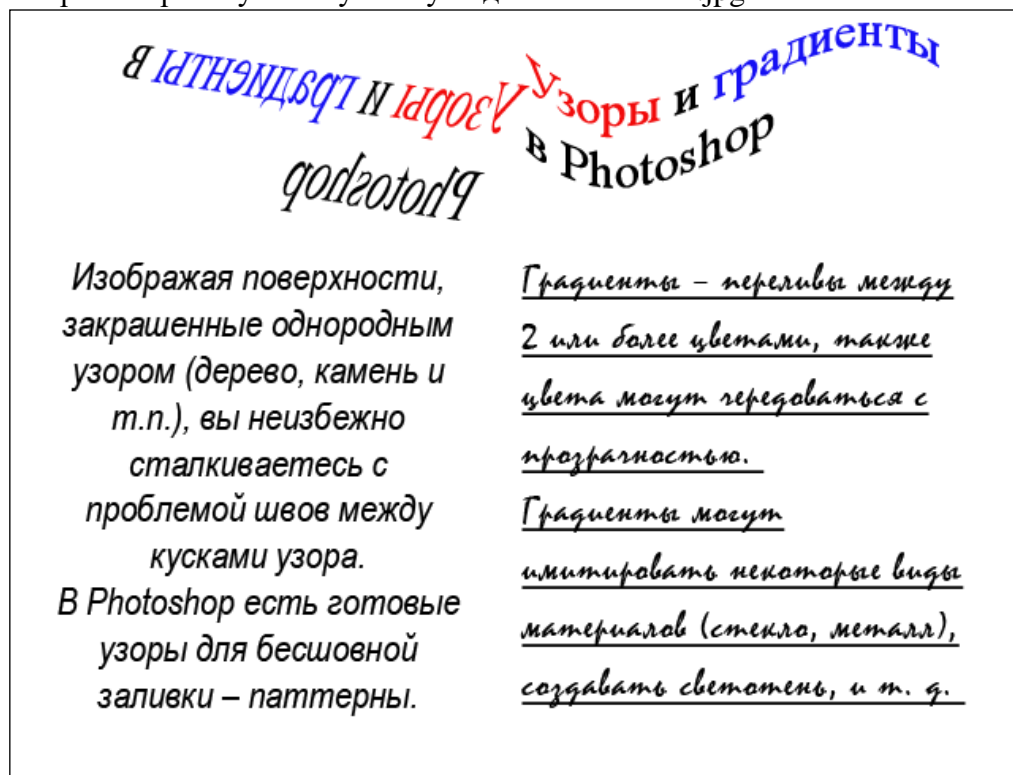 Узоры и градиенты в
Photoshop
Узоры и градиенты
в Photoshop
Изображая поверхности,
закрашенные однородным
узором (дерево, камень и
т.п.), вы неизбежно
сталкиваетесь с
проблемой швов между
кусками узора.
В Photoshop есть готовые
узоры для бесшовной
заливки – паттерны.
Градиенты – переливы между
2 или более цветами, также
цвета могут чередоваться с
прозрачностью.
Градиенты могут
имитировать некоторые виды
материалов (стекло, металл),
создавать светотень, и т. д.